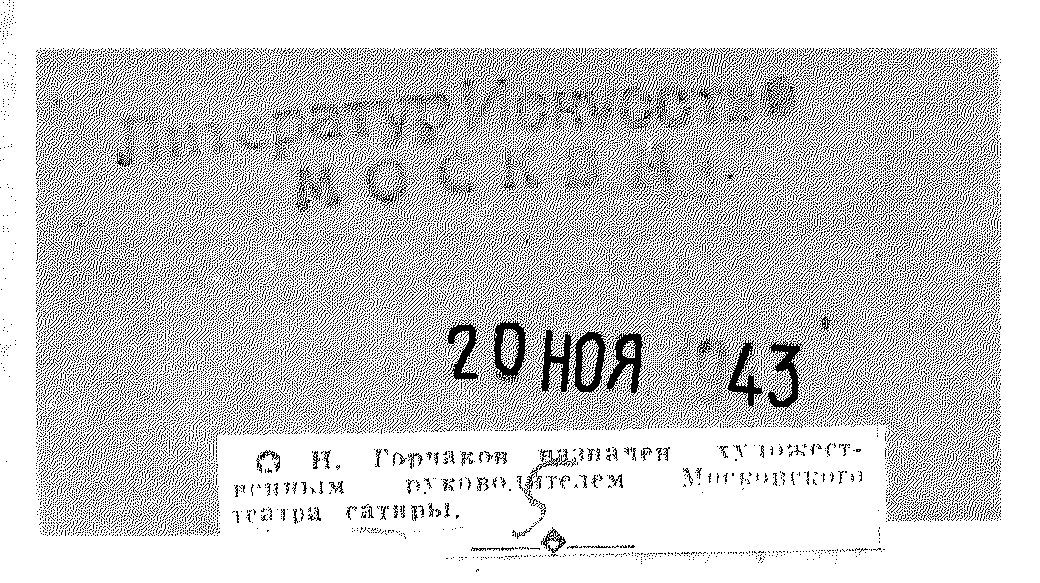 20 НОЯ 43
Н. Горчаков назначен художест-
венным руководителем Московского
театра сатиры.